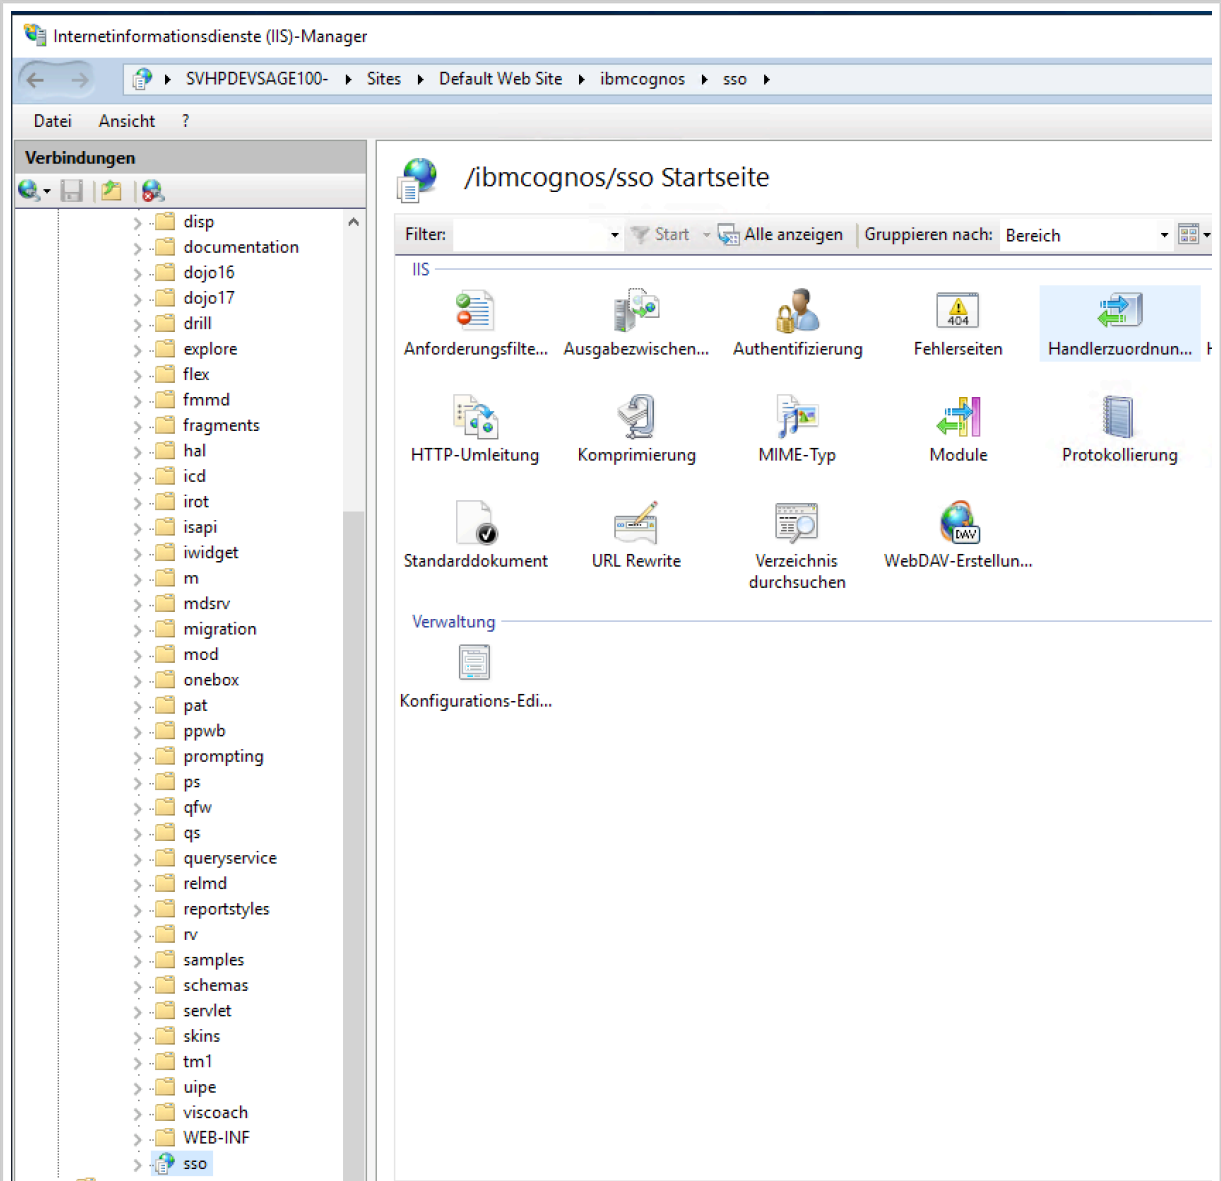 Internetinformationsdienste (IIS)-Manager
SVHPDEVSAGE100- Sites Default Web Site ibmcognos sso
Datei Ansicht ?
Verbindungen
disp
documentation
dojo16
dojo17
drill
explore
flex
fmmd
fragments
hal
icd
irot
isapi
iwidget
m
mdsrv
migration
mod
onebox
pat
ppwb
prompting
ps
qfw
qs
queryservice
relmd
reportstyles
rv
samples
schemas
servlet
skins
tm1
uipe
viscoach
WEB-INF
sso
/ibmcognos/sso Startseite
Filter: Start Alle anzeigen Gruppieren nach: Bereich
IIS
Anforderungsfilte... Ausgabezwischen... Authentifizierung Fehlerseiten Handlerzuordnun...
HTTP-Umleitung Komprimierung MIME-Typ Module Protokollierung
Standarddokument URL Rewrite Verzeichnis durchsuchen WebDAV-Erstellun...
Verwaltung
Konfigurations-Edi...
404
DAV